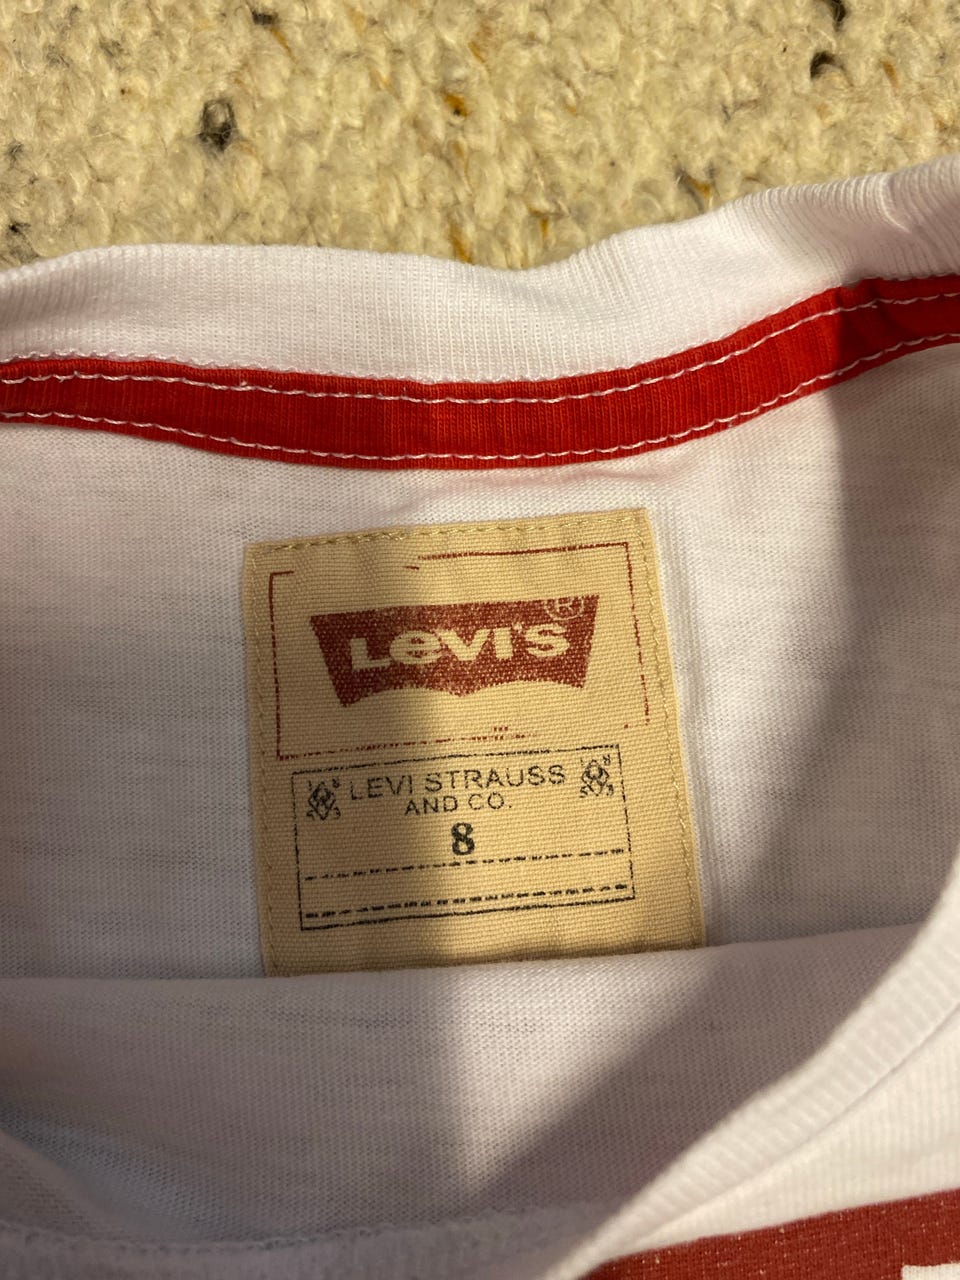 LEVI'S®
LEVI STRAUSS
AND CO.
8